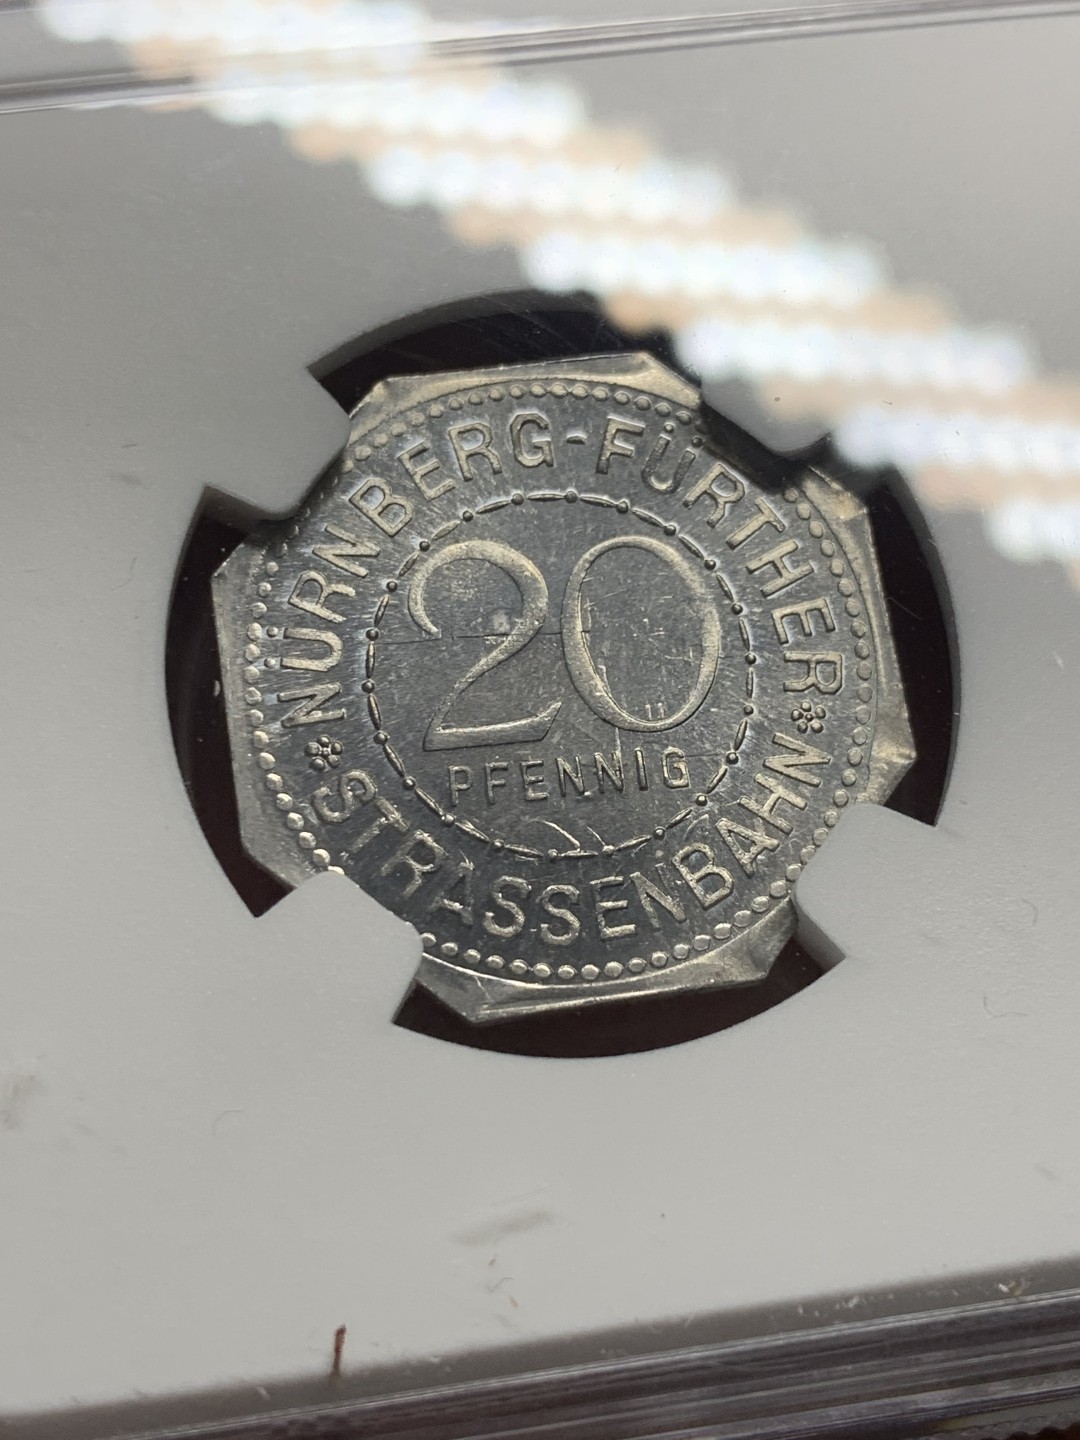 NÜRNBERG-FÜRTHER
20
PFENNIG
STRASSENBAHN